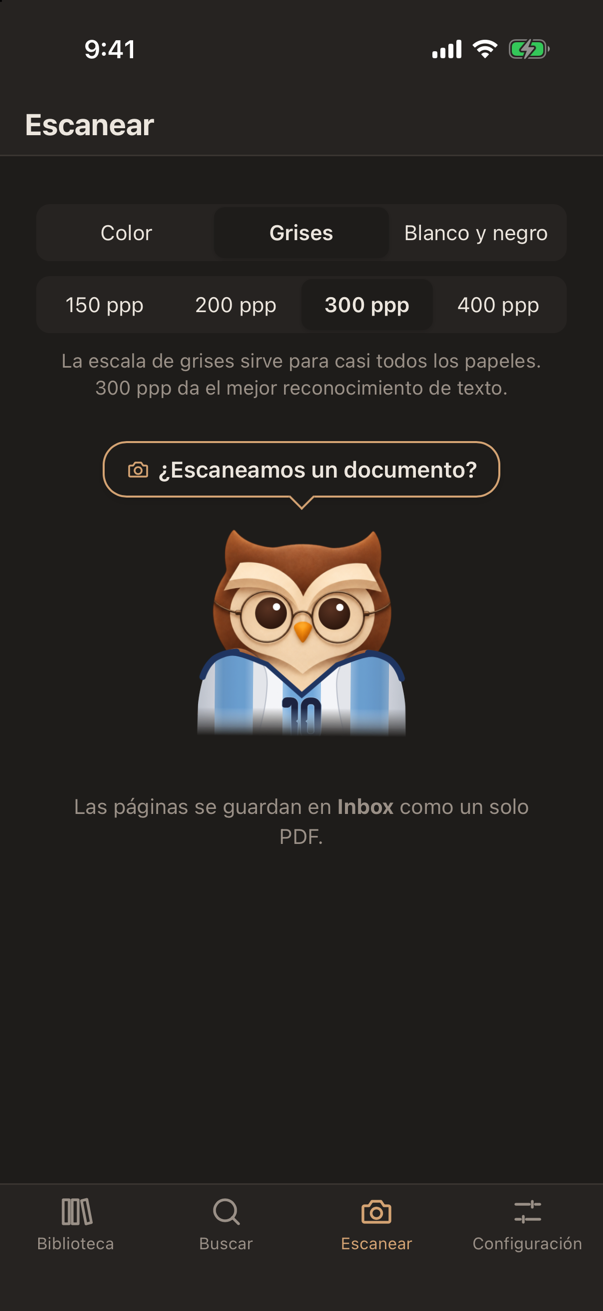 9:41
Escanear
Color
Grises
Blanco y negro
150 ppp
200 ppp
300 ppp
400 ppp
La escala de grises sirve para casi todos los papeles.
300 ppp da el mejor reconocimiento de texto.
¿Escaneamos un documento?
10
Las páginas se guardan en Inbox como un solo
PDF.
Biblioteca
Buscar
Escanear
Configuración